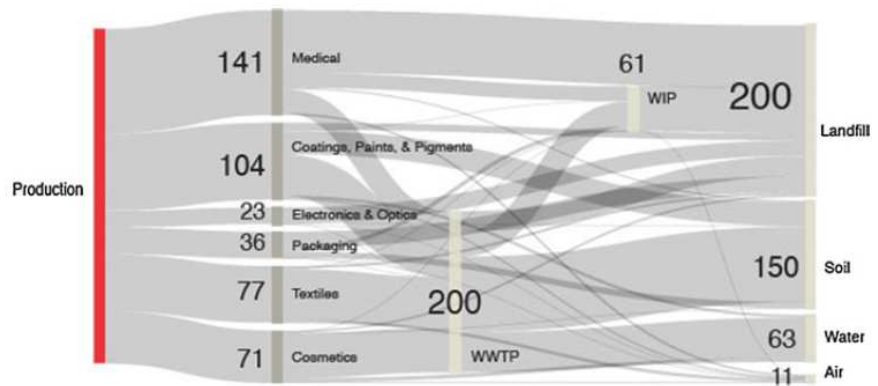 Production
141
Medical
104
Coatings, Paints, & Pigments
23
Electronics & Optics
36
Packaging
77
Textiles
71
Cosmetics
61
WIP
200
WWTP
200
Landfill
150
Soil
63
Water
11
Air